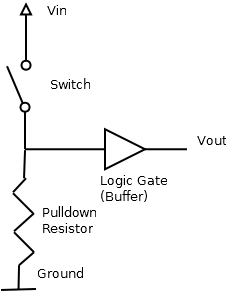 Vin
Switch
Vout
Logic Gate
(Buffer)
Pulldown
Resistor
Ground